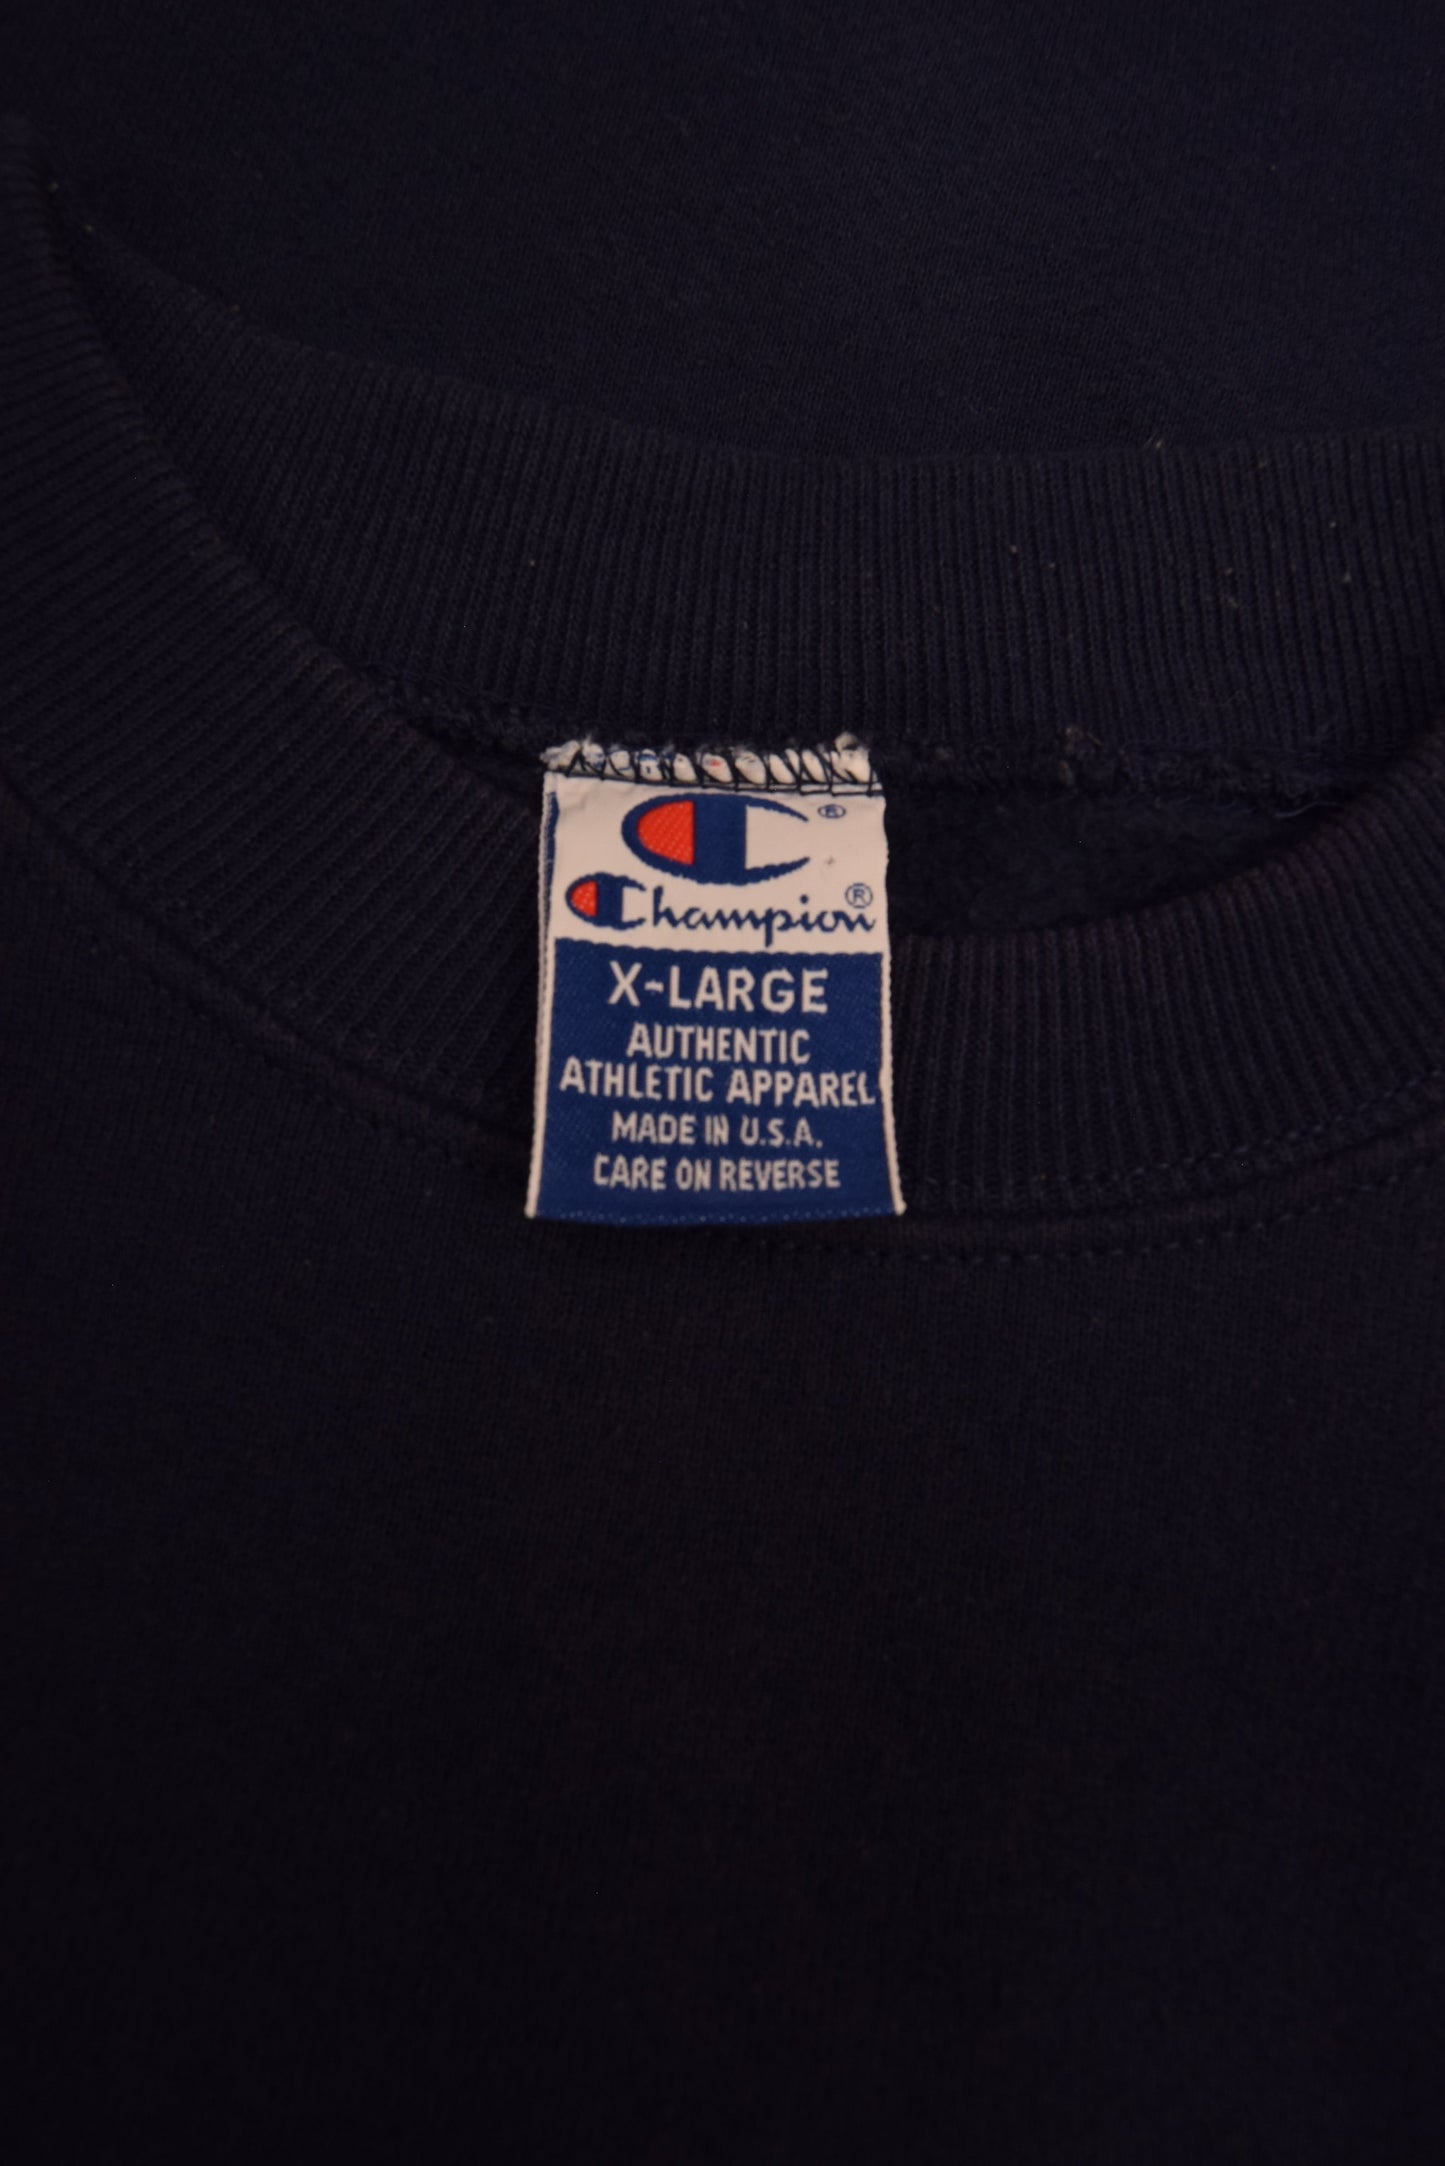 ®
Champion®
X-LARGE
AUTHENTIC
ATHLETIC APPAREL
MADE IN U.S.A.
CARE ON REVERSE